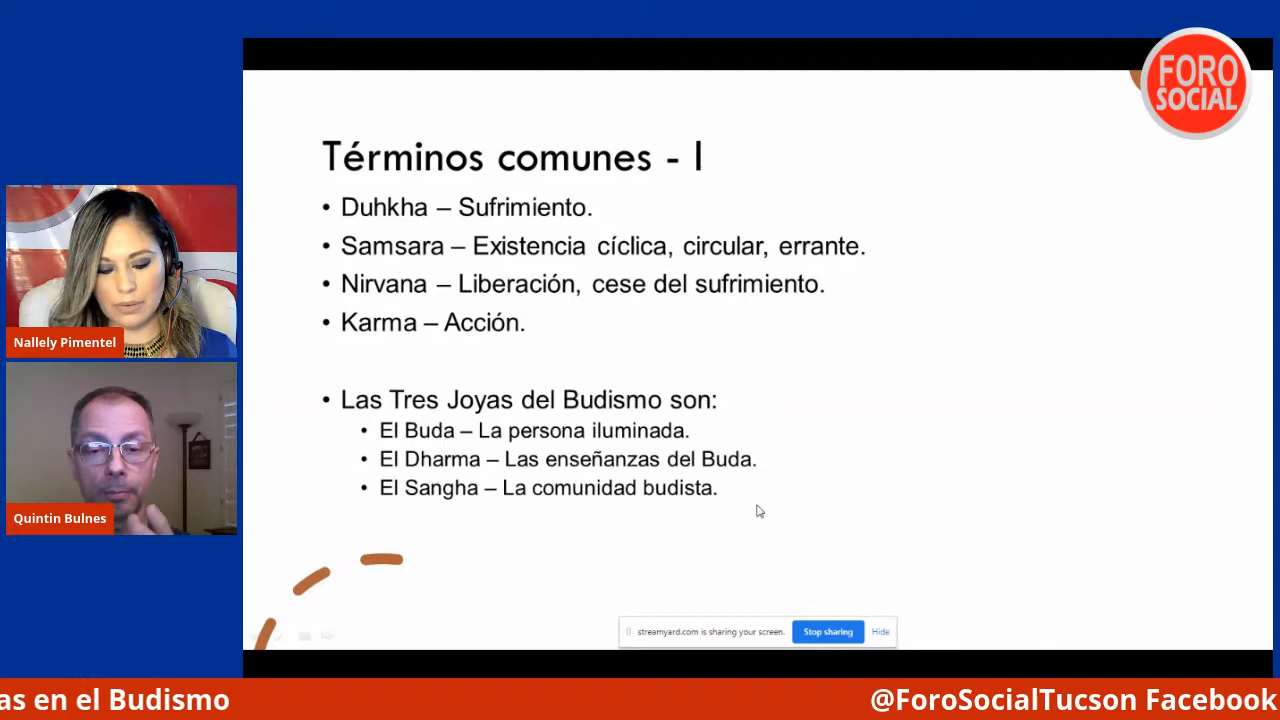 FORO
SOCIAL
Términos comunes - I
• Duhkha – Sufrimiento.
• Samsara – Existencia cíclica, circular, errante.
• Nirvana – Liberación, cese del sufrimiento.
• Karma – Acción.
• Las Tres Joyas del Budismo son:
• El Buda – La persona iluminada.
• El Dharma – Las enseñanzas del Buda.
• El Sangha – La comunidad budista.
Nallely Pimentel
Quintin Bulnes
streamyard.com is sharing your screen. Stop sharing Hide
as en el Budismo @ForoSocialTucson Facebook